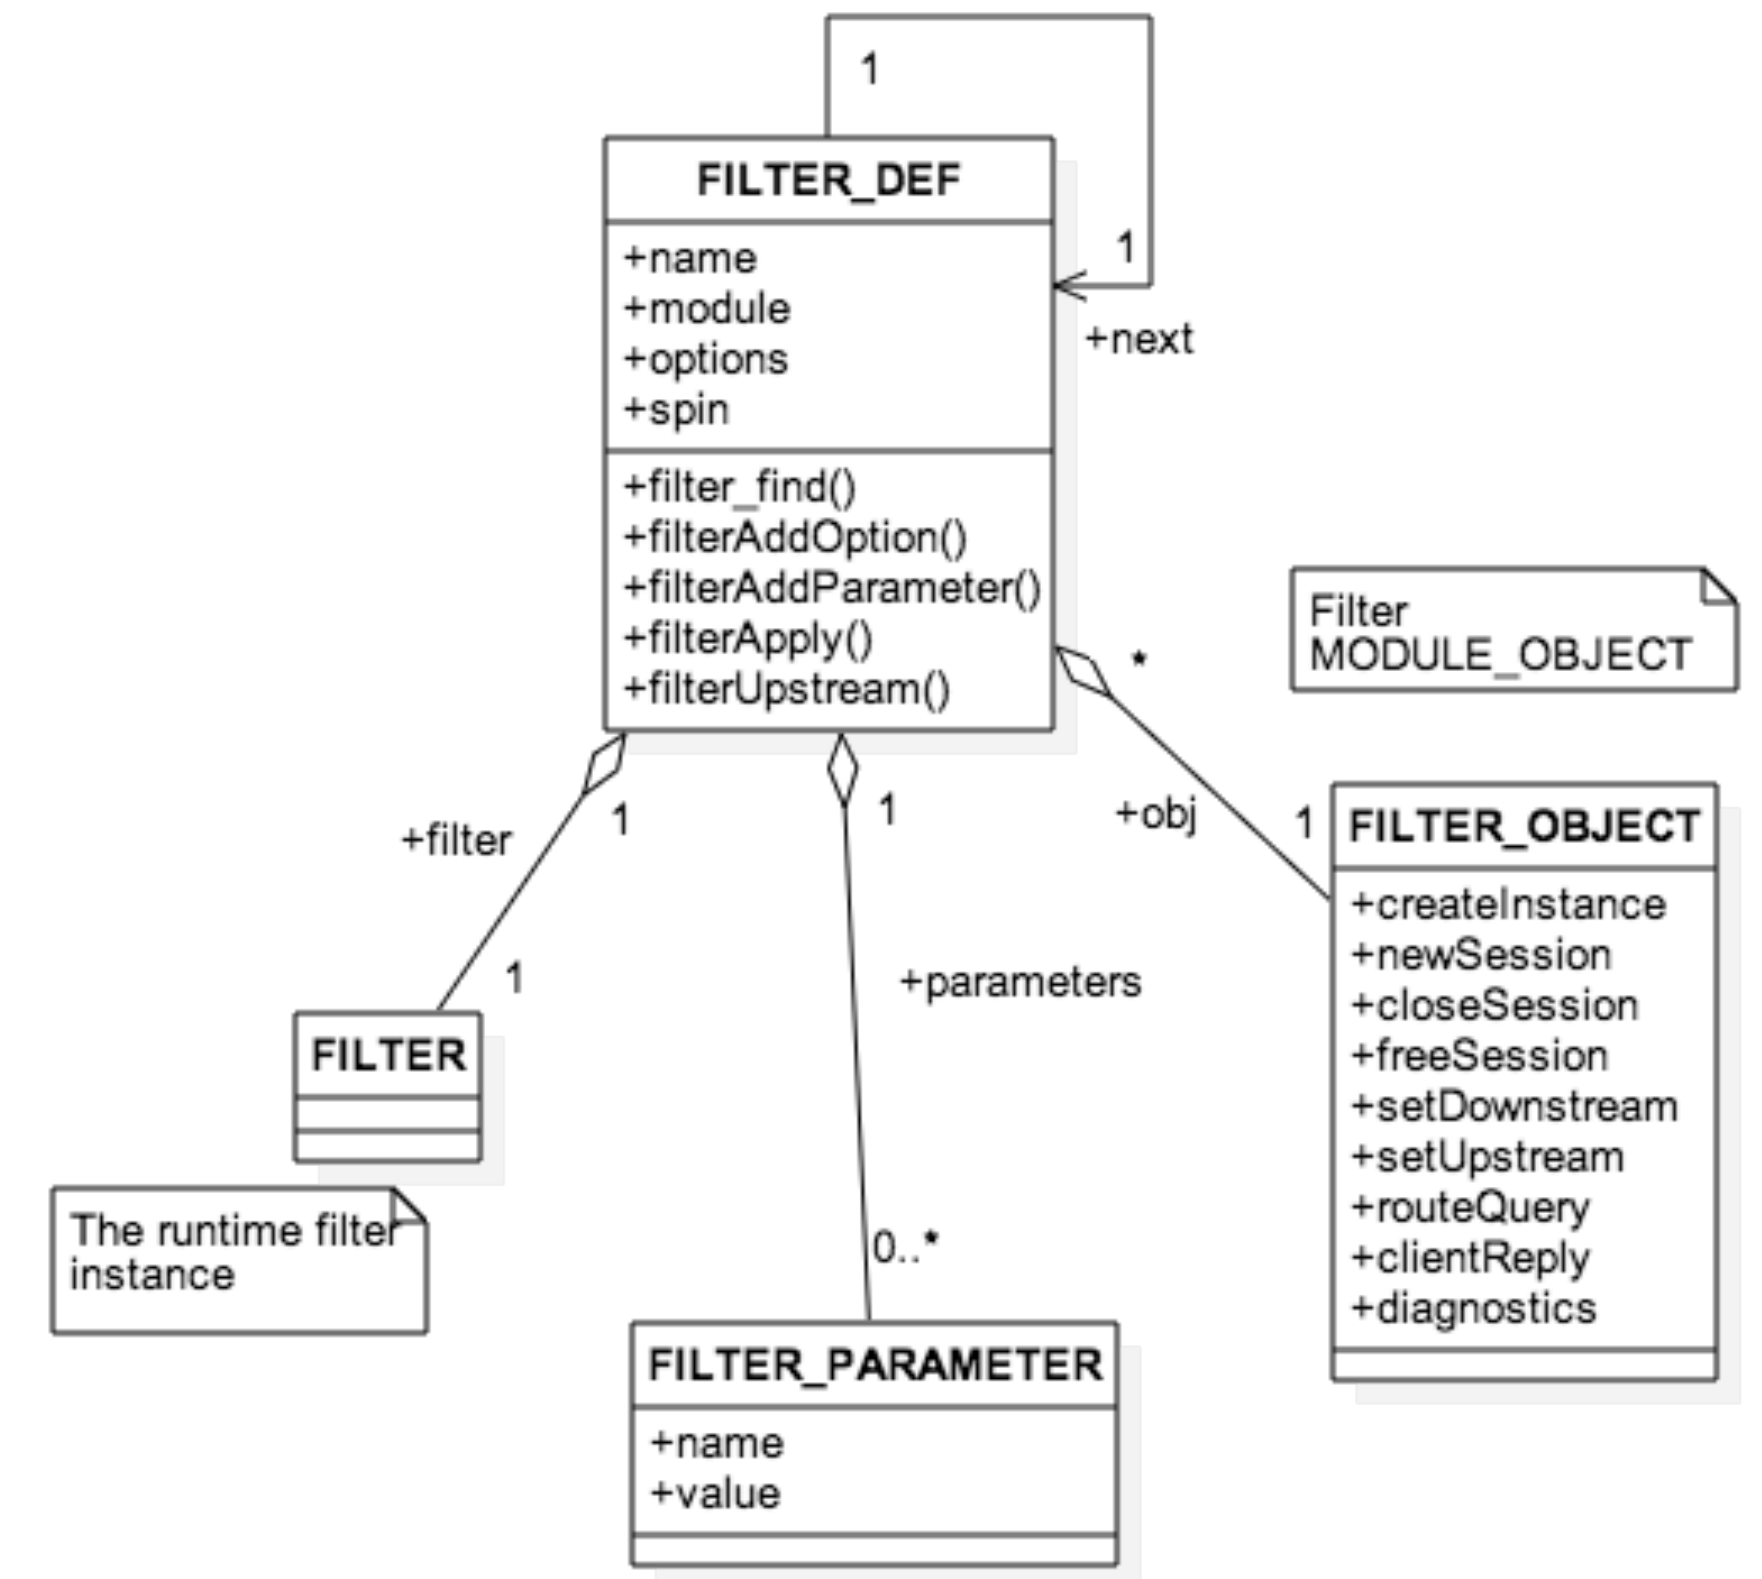 1
FILTER_DEF
+name
+module
+options
+spin
1
+next
+filter_find()
+filterAddOption()
+filterAddParameter()
+filterApply()
+filterUpstream()
*
Filter
MODULE_OBJECT
+filter
1
1
+obj
1
FILTER_OBJECT
+createInstance
+newSession
+closeSession
+freeSession
+setDownstream
+setUpstream
+routeQuery
+clientReply
+diagnostics
1
+parameters
FILTER
The runtime filter
instance
0..*
FILTER_PARAMETER
+name
+value